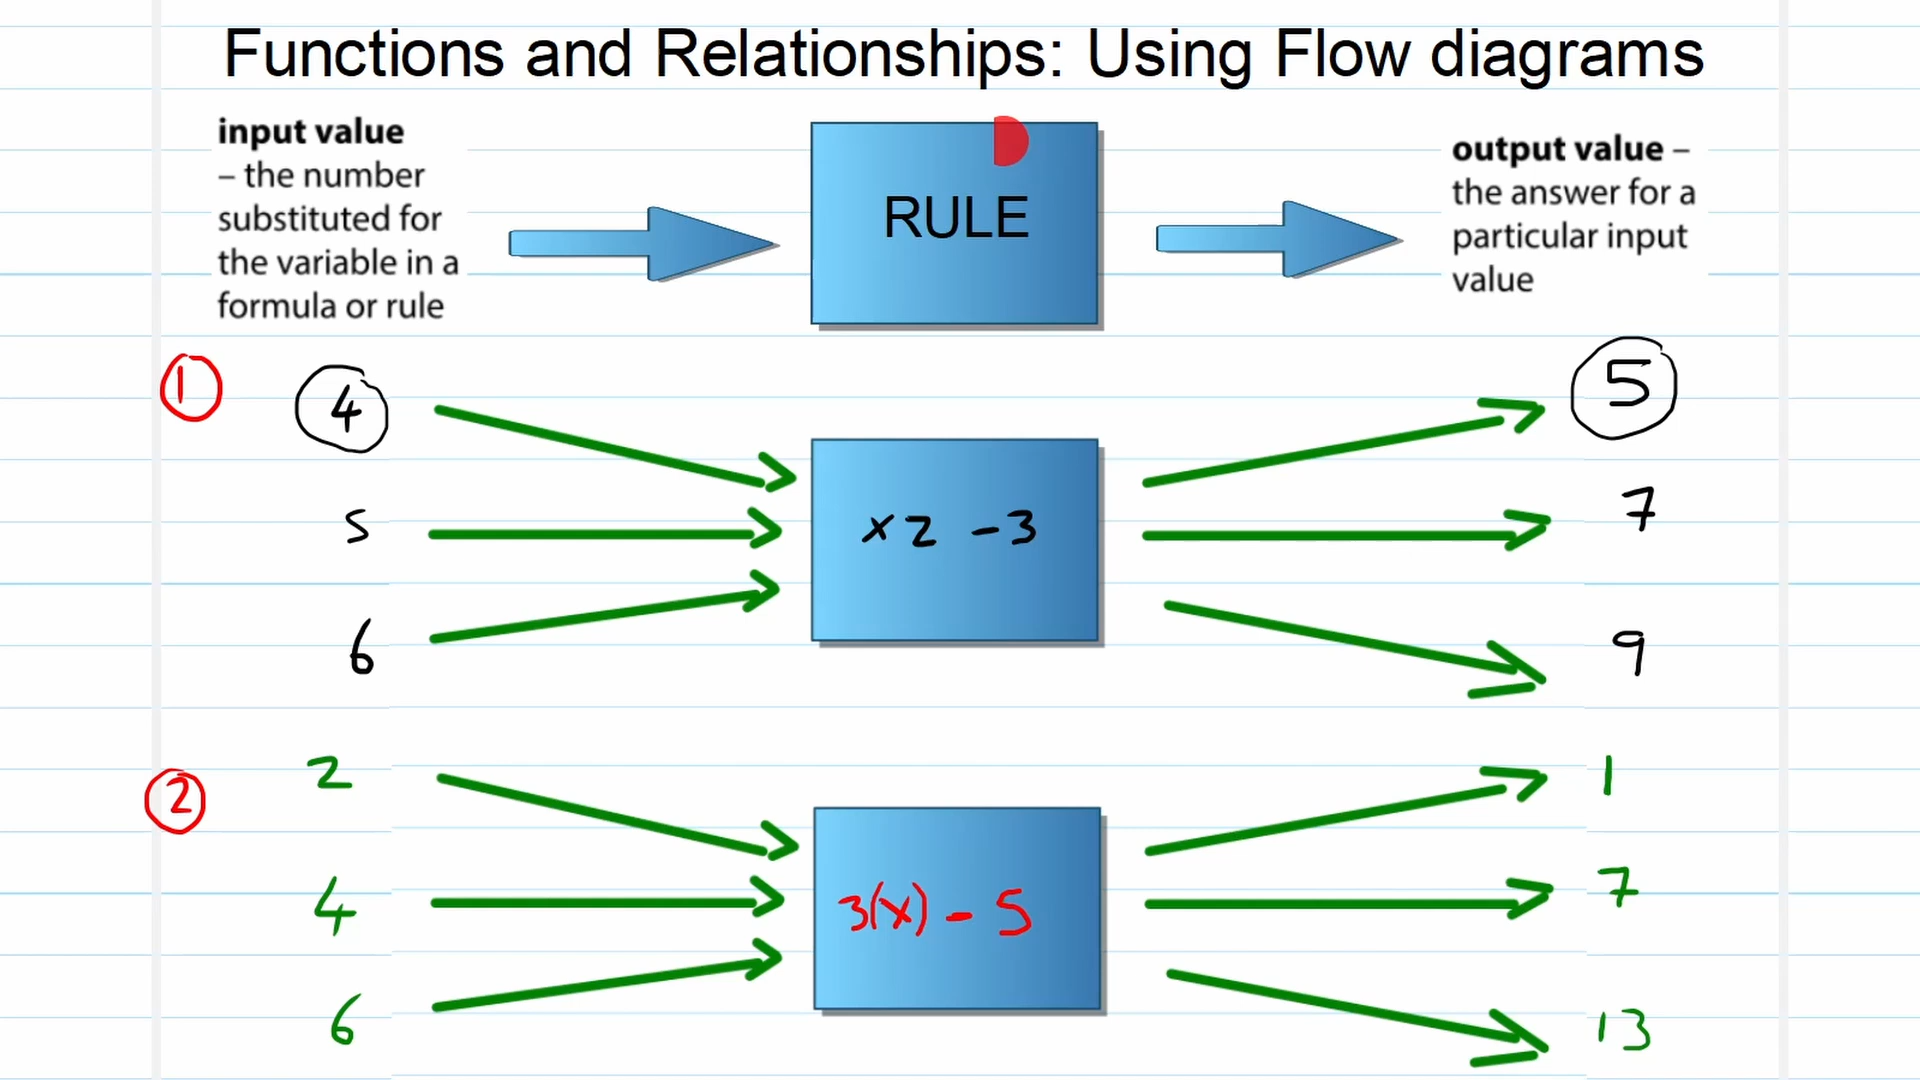 Functions and Relationships: Using Flow diagrams
input value
– the number
substituted for
the variable in a
formula or rule
RULE
output value –
the answer for a
particular input
value
1
4
5
5
× 2 - 3
7
6
9
2
2
1
4
3(x) - 5
7
6
13